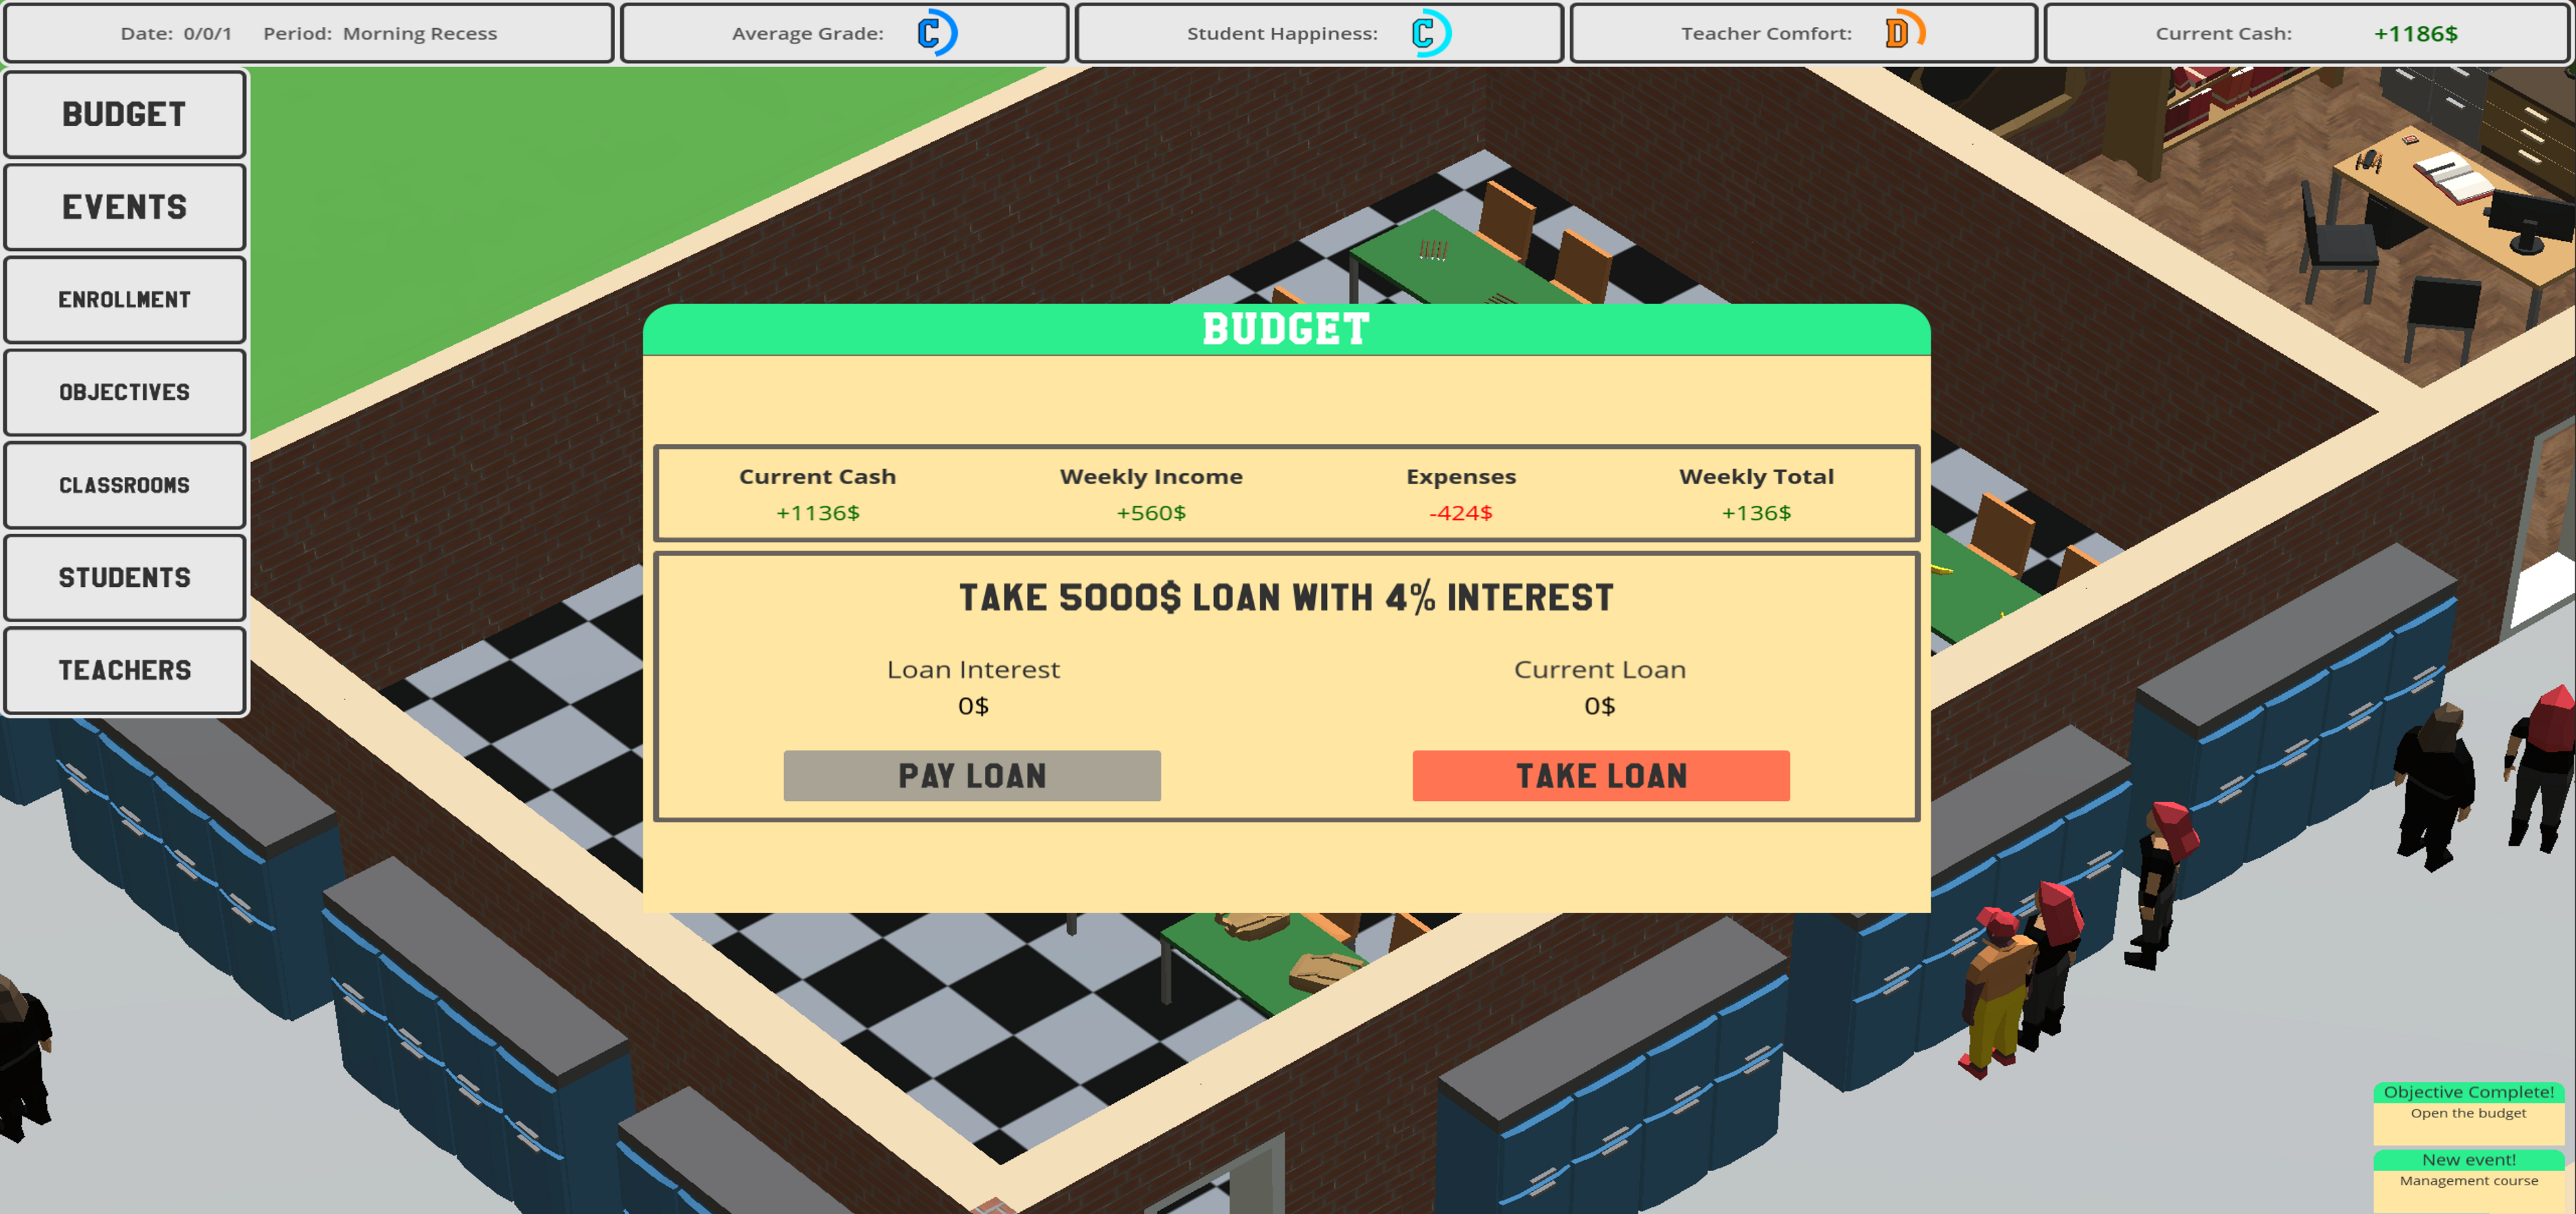 Date: 0/0/1 Period: Morning Recess
Average Grade: C
Student Happiness: C
Teacher Comfort: D
Current Cash: +1186$
BUDGET
EVENTS
ENROLLMENT
OBJECTIVES
CLASSROOMS
STUDENTS
TEACHERS
BUDGET
Current Cash Weekly Income Expenses Weekly Total
+1136$ +560$ -424$ +136$
TAKE 5000$ LOAN WITH 4% INTEREST
Loan Interest Current Loan
0$ 0$
PAY LOAN TAKE LOAN
Objective Complete!
Open the budget
New event!
Management course